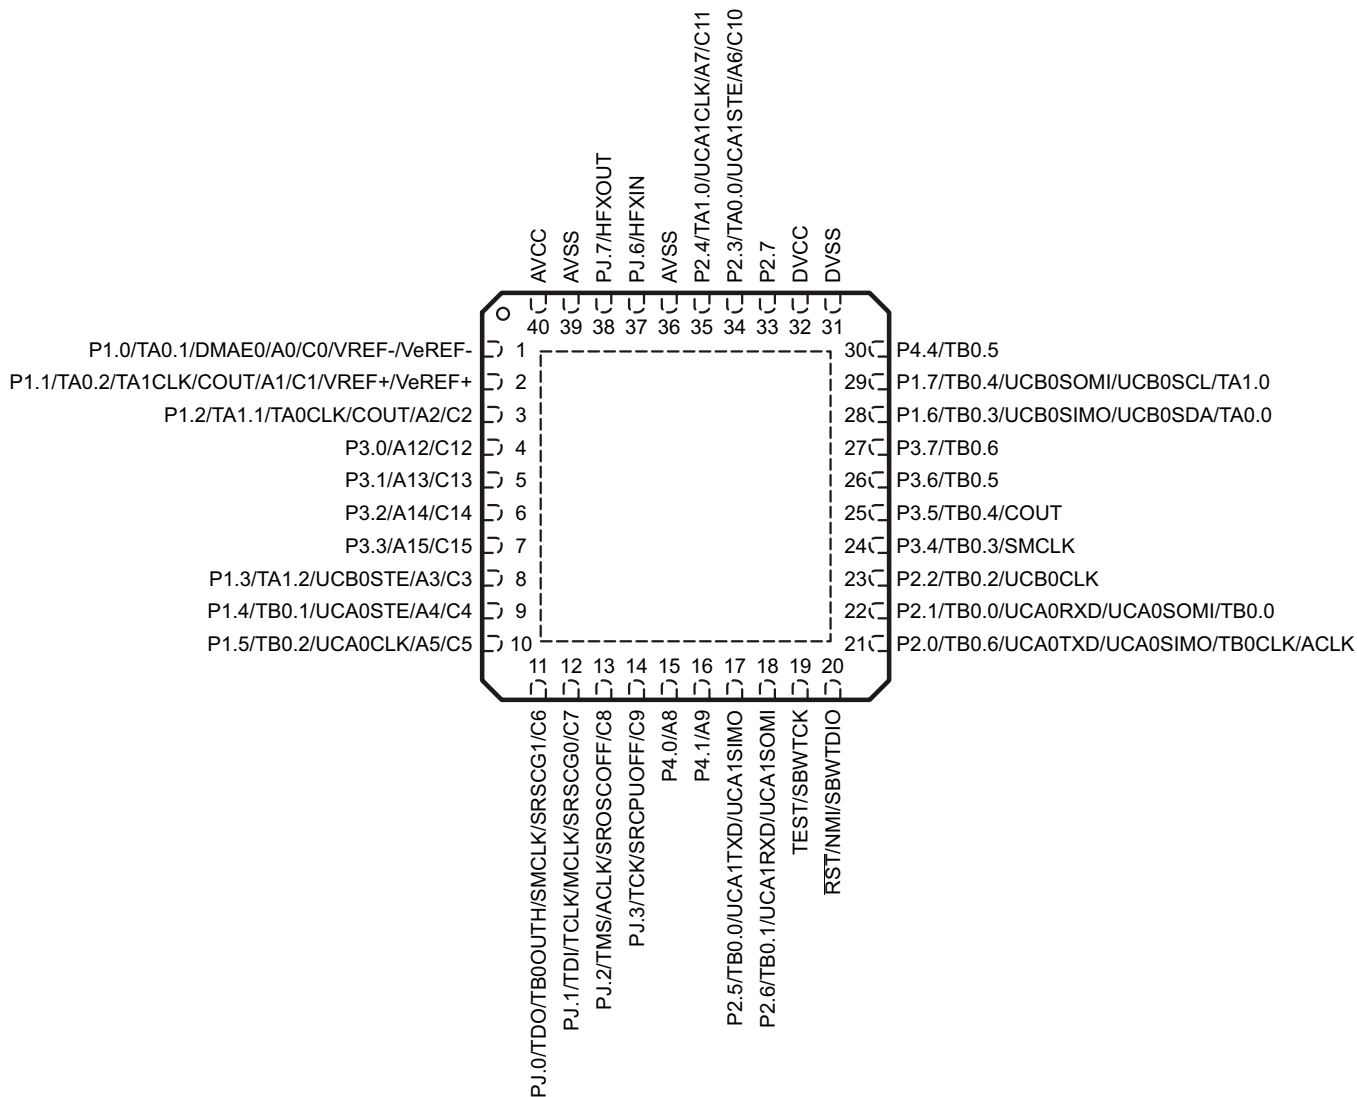 P2.4/TA1.0/UCA1CLK/A7/C11
P2.3/TA0.0/UCA1STE/A6/C10
AVCC
AVSS
PJ.7/HFXOUT
PJ.6/HFXIN
AVSS
P2.7
DVCC
DVSS
40 39 38 37 36 35 34 33 32 31
P1.0/TA0.1/DMAE0/A0/C0/VREF-/VeREF- 1
P1.1/TA0.2/TA1CLK/COUT/A1/C1/VREF+/VeREF+ 2
P1.2/TA1.1/TA0CLK/COUT/A2/C2 3
P3.0/A12/C12 4
P3.1/A13/C13 5
P3.2/A14/C14 6
P3.3/A15/C15 7
P1.3/TA1.2/UCB0STE/A3/C3 8
P1.4/TB0.1/UCA0STE/A4/C4 9
P1.5/TB0.2/UCA0CLK/A5/C5 10
30 P4.4/TB0.5
29 P1.7/TB0.4/UCB0SOMI/UCB0SCL/TA1.0
28 P1.6/TB0.3/UCB0SIMO/UCB0SDA/TA0.0
27 P3.7/TB0.6
26 P3.6/TB0.5
25 P3.5/TB0.4/COUT
24 P3.4/TB0.3/SMCLK
23 P2.2/TB0.2/UCB0CLK
22 P2.1/TB0.0/UCA0RXD/UCA0SOMI/TB0.0
21 P2.0/TB0.6/UCA0TXD/UCA0SIMO/TB0CLK/ACLK
11 12 13 14 15 16 17 18 19 20
PJ.0/TDO/TB0OUTH/SMCLK/SRSCG1/C6
PJ.1/TDI/TCLK/MCLK/SRSCG0/C7
PJ.2/TMS/ACLK/SROSCOFF/C8
PJ.3/TCK/SRCPUOFF/C9
P4.0/A8
P4.1/A9
P2.5/TB0.0/UCA1TXD/UCA1SIMO
P2.6/TB0.1/UCA1RXD/UCA1SOMI
TEST/SBWTCK
RST/NMI/SBWTDIO